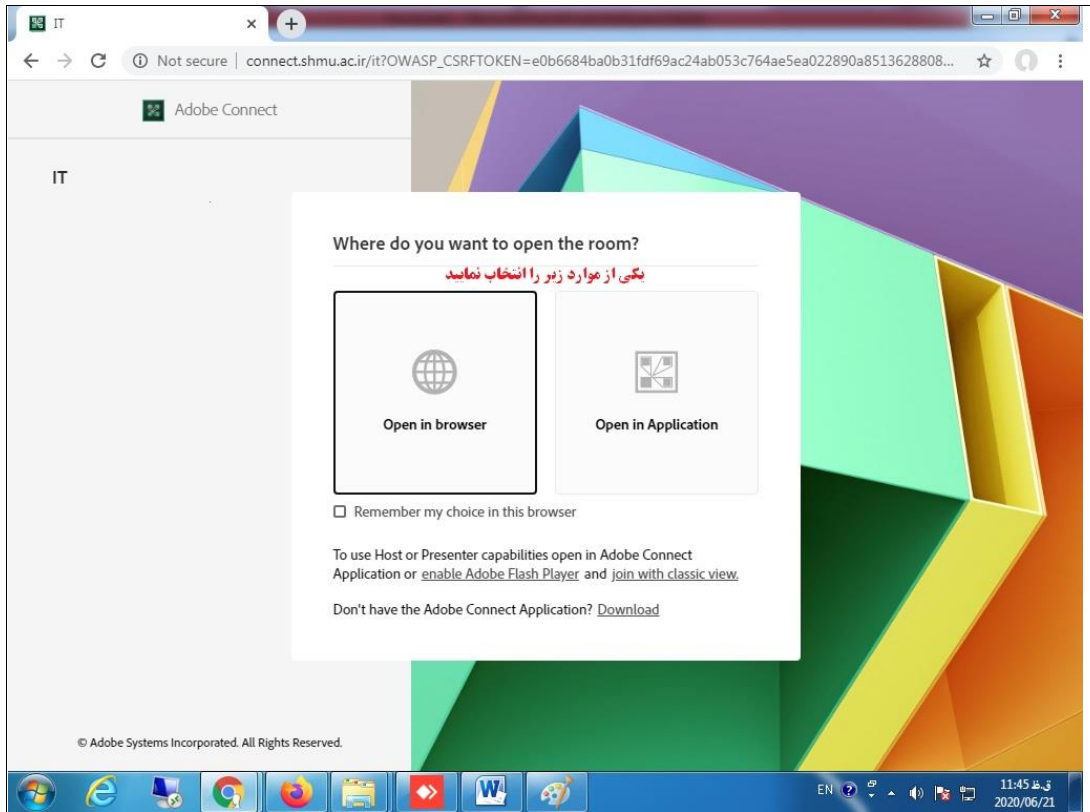 IT
Not secure | connect.shmu.ac.ir/it?OWASP_CSRFTOKEN=e0b6684ba0b31fdf69ac24ab053c764ae5ea022890a8513628808...
Adobe Connect
IT
Where do you want to open the room?
یکی از موارد زیر را انتخاب نمایید
Open in browser
Open in Application
Remember my choice in this browser
To use Host or Presenter capabilities open in Adobe Connect
Application or enable Adobe Flash Player and join with classic view.
Don't have the Adobe Connect Application? Download
© Adobe Systems Incorporated. All Rights Reserved.
EN
11:45 ق.ظ
2020/06/21